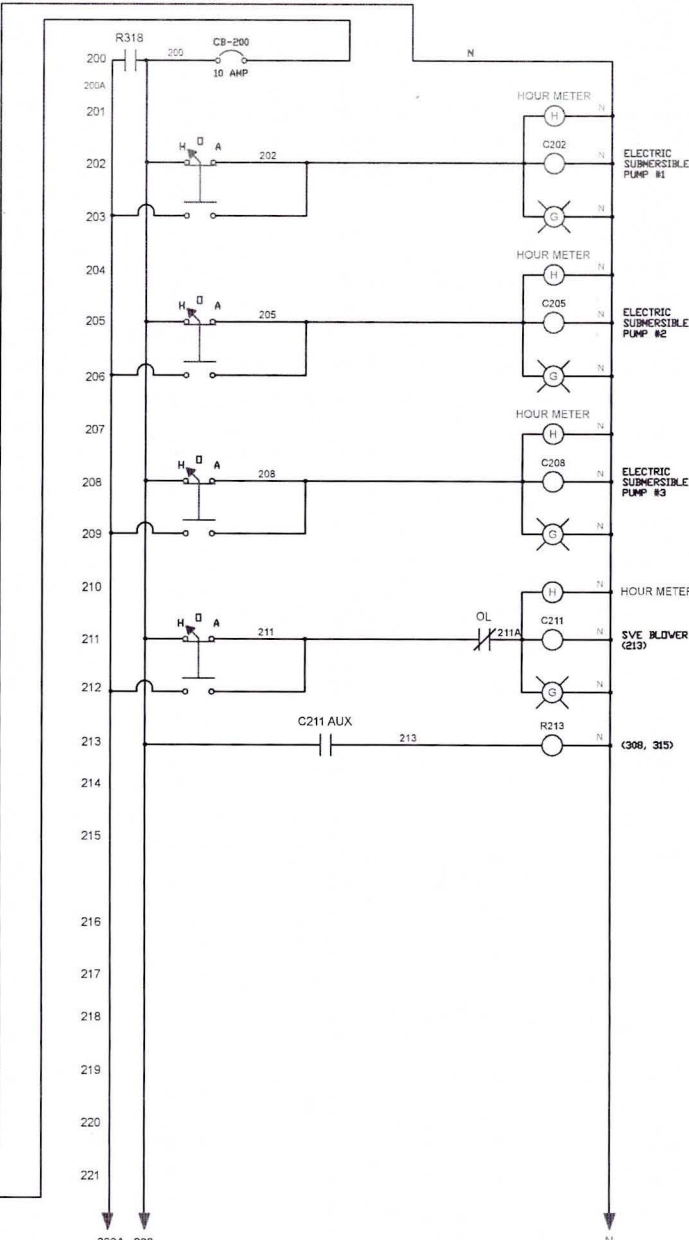 R318
200
200
CB-200
10 AMP
N
200A
201
HOUR METER
H
N
H O A
202
202
C202
N
ELECTRIC
SUBMERSIBLE
PUMP #1
203
G
N
204
HOUR METER
H
N
H O A
205
205
C205
N
ELECTRIC
SUBMERSIBLE
PUMP #2
206
G
N
207
HOUR METER
H
N
H O A
208
208
C208
N
ELECTRIC
SUBMERSIBLE
PUMP #3
209
G
N
210
H
N
HOUR METER
H O A
211
211
OL
211A
C211
N
SVE BLOWER
(213)
212
G
N
C211 AUX
213
213
R213
N
(308, 315)
214
215
216
217
218
219
220
221